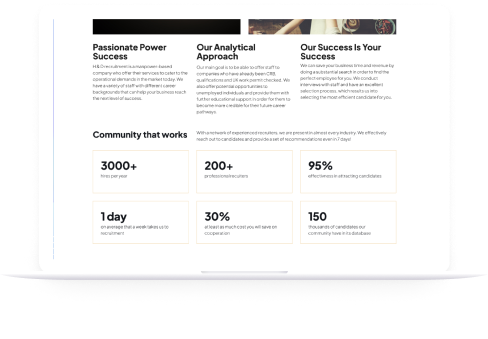 Passionate Power
Success
H&D recruitment is a manpower-based
company who offer their services to cater to the
operational demands in the market today. We
have a variety of staff with different career
backgrounds that can help your business reach
the next level of success.
Our Analytical
Approach
Our main goal is to be able to offer staff to
companies who have already been CRB,
qualifications and UK work permit checked. We
also offer potential opportunities to
unemployed individuals and provide them with
further educational support in order for them to
become more credible for their future career
pathways.
Our Success Is Your
Success
We can save your business time and revenue by
doing a substantial search in order to find the
perfect employee for you. We conduct
interviews with staff and have an excellent
selection process, which results us into
selecting the most efficient candidate for you.
Community that works
With a network of experienced recruiters, we are present in almost every industry. We effectively
reach out to candidates and provide a set of recommendations even in 7 days!
3000+
hires per year
200+
professional recruiters
95%
effectiveness in attracting candidates
1 day
on average that a week takes us to
recruitment
30%
at least as much cost you will save on
cooperation
150
thousands of candidates our
community have in its database